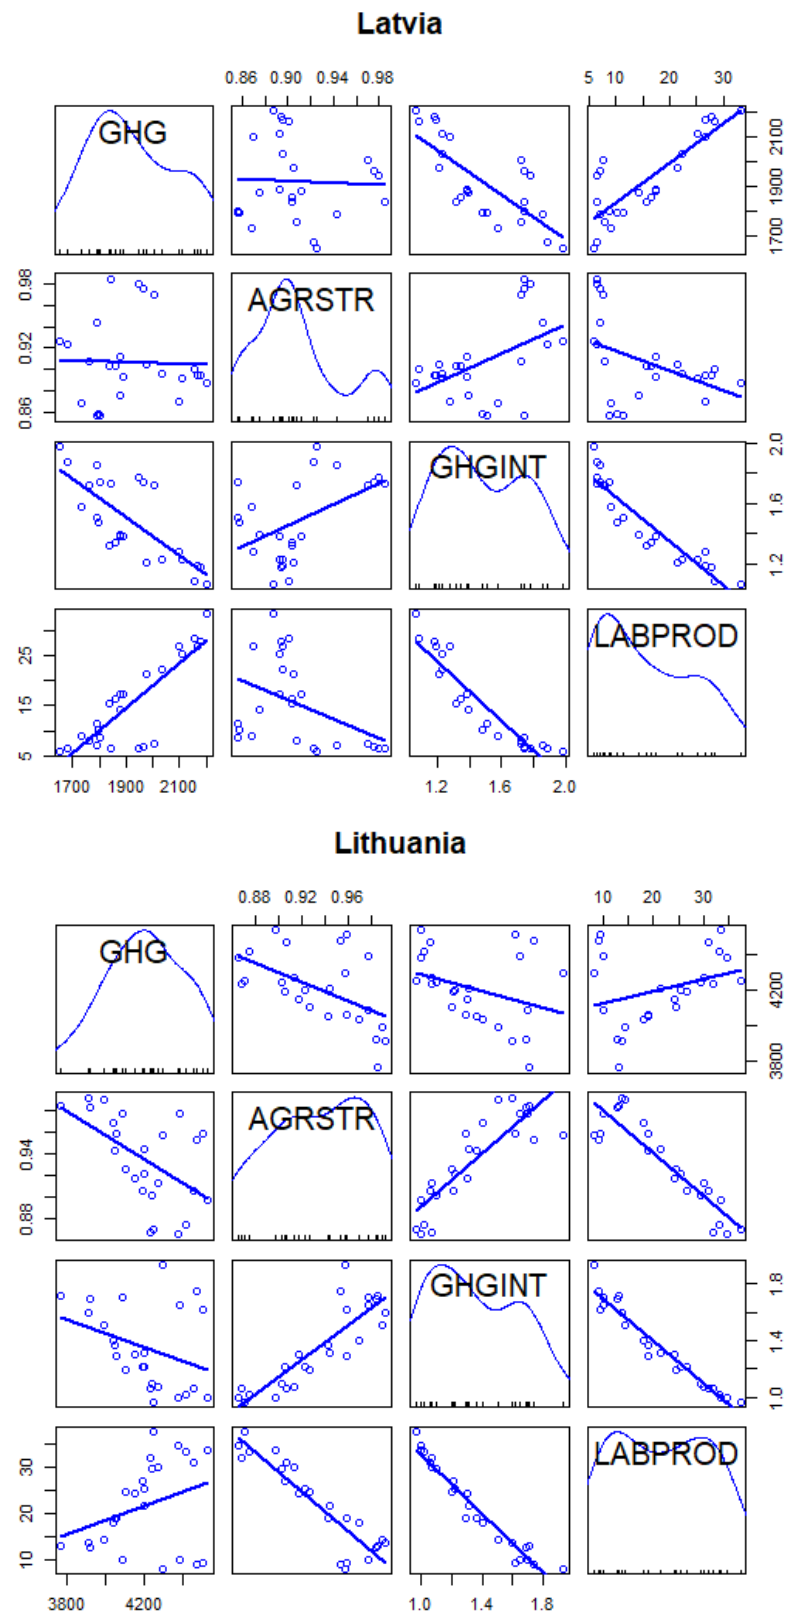 Latvia
0.86 0.90 0.94 0.98
5 10 20 30
GHG
1700 1900 2100
0.86 0.92 0.98
AGRSTR
GHGINT
1.2 1.6 2.0
5 15 25
LABPROD
1700 1900 2100
1.2 1.6 2.0
Lithuania
0.88 0.92 0.96
10 20 30
GHG
3800 4200
0.88 0.94
AGRSTR
GHGINT
1.0 1.4 1.8
10 20 30
LABPROD
3800 4200
1.0 1.4 1.8